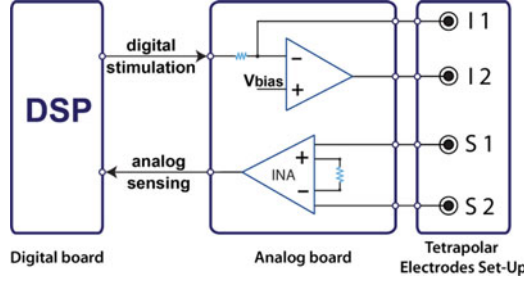 DSP
digital
stimulation
analog
sensing
Vbias
−
+
+
−
INA
I 1
I 2
S 1
S 2
Digital board
Analog board
Tetrapolar
Electrodes Set-Up